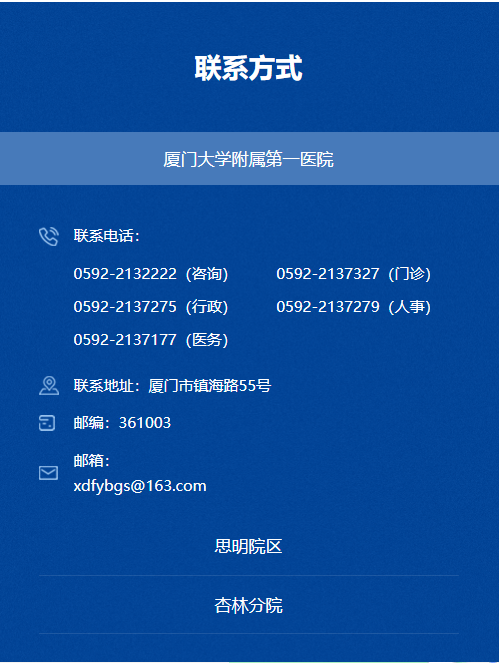 联系方式
厦门大学附属第一医院
联系电话：
0592-2132222（咨询） 0592-2137327（门诊）
0592-2137275（行政） 0592-2137279（人事）
0592-2137177（医务）
联系地址：厦门市镇海路55号
邮编：361003
邮箱：
xdfybgs@163.com
思明院区
杏林分院